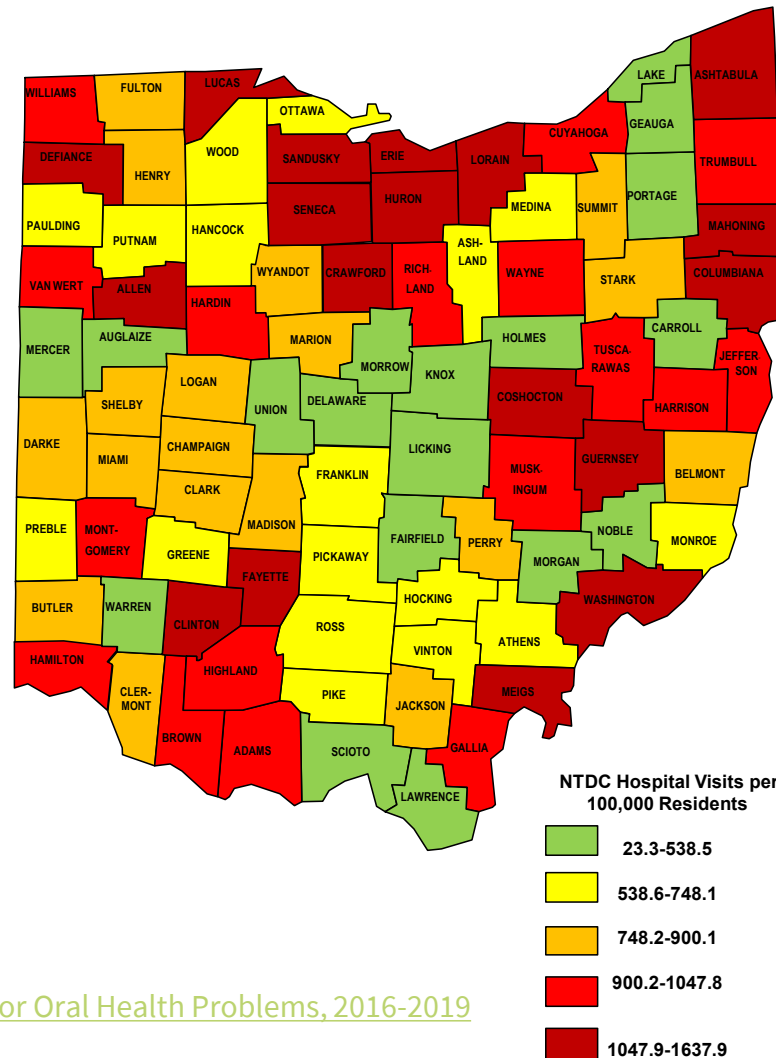 LAKE
ASHTABULA
LUCAS
FULTON
WILLIAMS
OTTAWA
GEAUGA
CUYAHOGA
WOOD
DEFIANCE
SANDUSKY
ERIE
LORAIN
TRUMBULL
HENRY
HURON
PORTAGE
SENECA
MEDINA
SUMMIT
PAULDING
MAHONING
HANCOCK
PUTNAM
ASH-
LAND
WYANDOT
CRAWFORD
RICH-
LAND
WAYNE
COLUMBIANA
STARK
VAN WERT
ALLEN
HARDIN
CARROLL
AUGLAIZE
HOLMES
MERCER
MARION
TUSCA-
RAWAS
JEFFER
SON
MORROW
KNOX
LOGAN
COSHOCTON
SHELBY
DELAWARE
UNION
HARRISON
DARKE
CHAMPAIGN
LICKING
MIAMI
GUERNSEY
FRANKLIN
MUSK-
INGUM
BELMONT
CLARK
MADISON
PREBLE
MONT-
GOMERY
NOBLE
FAIRFIELD
PERRY
MONROE
GREENE
PICKAWAY
MORGAN
FAYETTE
HOCKING
WASHINGTON
BUTLER
WARREN
CLINTON
ROSS
ATHENS
VINTON
HAMILTON
HIGHLAND
CLER-
MONT
PIKE
MEIGS
JACKSON
BROWN
ADAMS
SCIOTO
GALLIA
LAWRENCE
NTDC Hospital Visits per
100,000 Residents
23.3-538.5
538.6-748.1
748.2-900.1
900.2-1047.8
1047.9-1637.9
or Oral Health Problems, 2016-2019